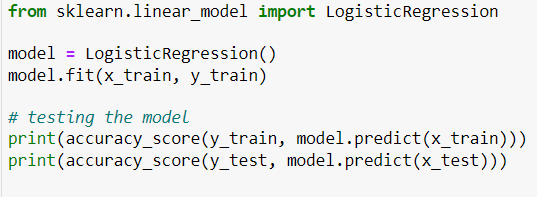 from sklearn.linear_model import LogisticRegression
model = LogisticRegression()
model.fit(x_train, y_train)
# testing the model
print(accuracy_score(y_train, model.predict(x_train)))
print(accuracy_score(y_test, model.predict(x_test)))